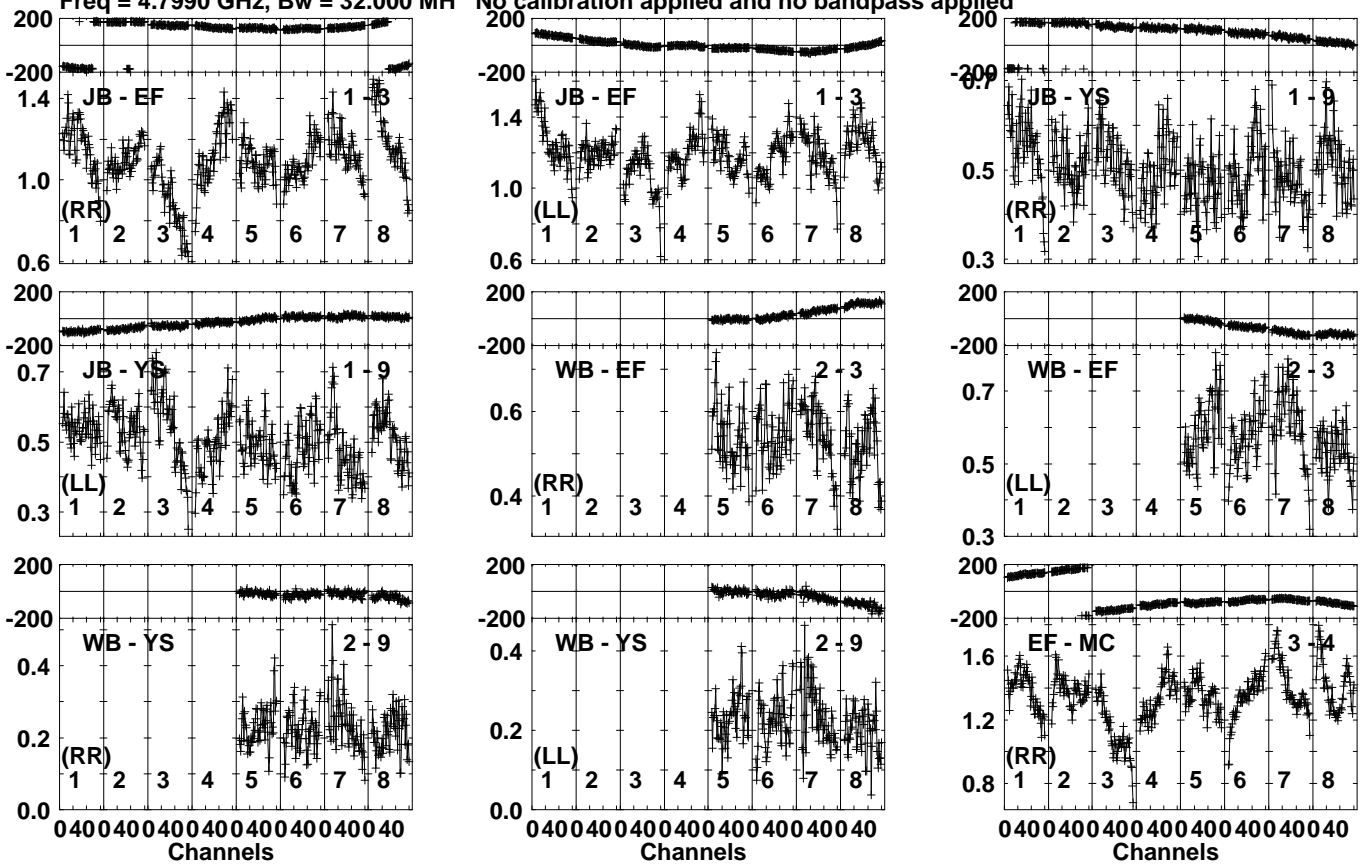 Freq = 4.7990 GHz, Bw = 32.000 MH No calibration applied and no bandpass applied
200
-200
1.4
1.0
0.6
JB - EF 1 - 3
(RR)
1 2 3 4 5 6 7 8
200
-200
1.4
1.0
0.6
JB - EF 1 - 3
(LL)
1 2 3 4 5 6 7 8
200
-200
0.7
0.5
0.3
JB - YS 1 - 9
(RR)
1 2 3 4 5 6 7 8
200
-200
0.7
0.5
0.3
JB - YS 1 - 9
(LL)
1 2 3 4 5 6 7 8
200
-200
0.6
0.4
WB - EF 2 - 3
(RR)
1 2 3 4 5 6 7 8
200
-200
0.7
0.5
0.3
WB - EF 2 - 3
(LL)
1 2 3 4 5 6 7 8
200
-200
0.4
0.2
0.0
WB - YS 2 - 9
(RR)
1 2 3 4 5 6 7 8
0 40 0 40 0 40 0 40 0 40 0 40 0 40 0 40
Channels
200
-200
0.4
0.2
0.0
WB - YS 2 - 9
(LL)
1 2 3 4 5 6 7 8
0 40 0 40 0 40 0 40 0 40 0 40 0 40 0 40
Channels
200
-200
1.6
1.2
0.8
EF - MC 3 - 4
(RR)
1 2 3 4 5 6 7 8
0 40 0 40 0 40 0 40 0 40 0 40 0 40 0 40
Channels